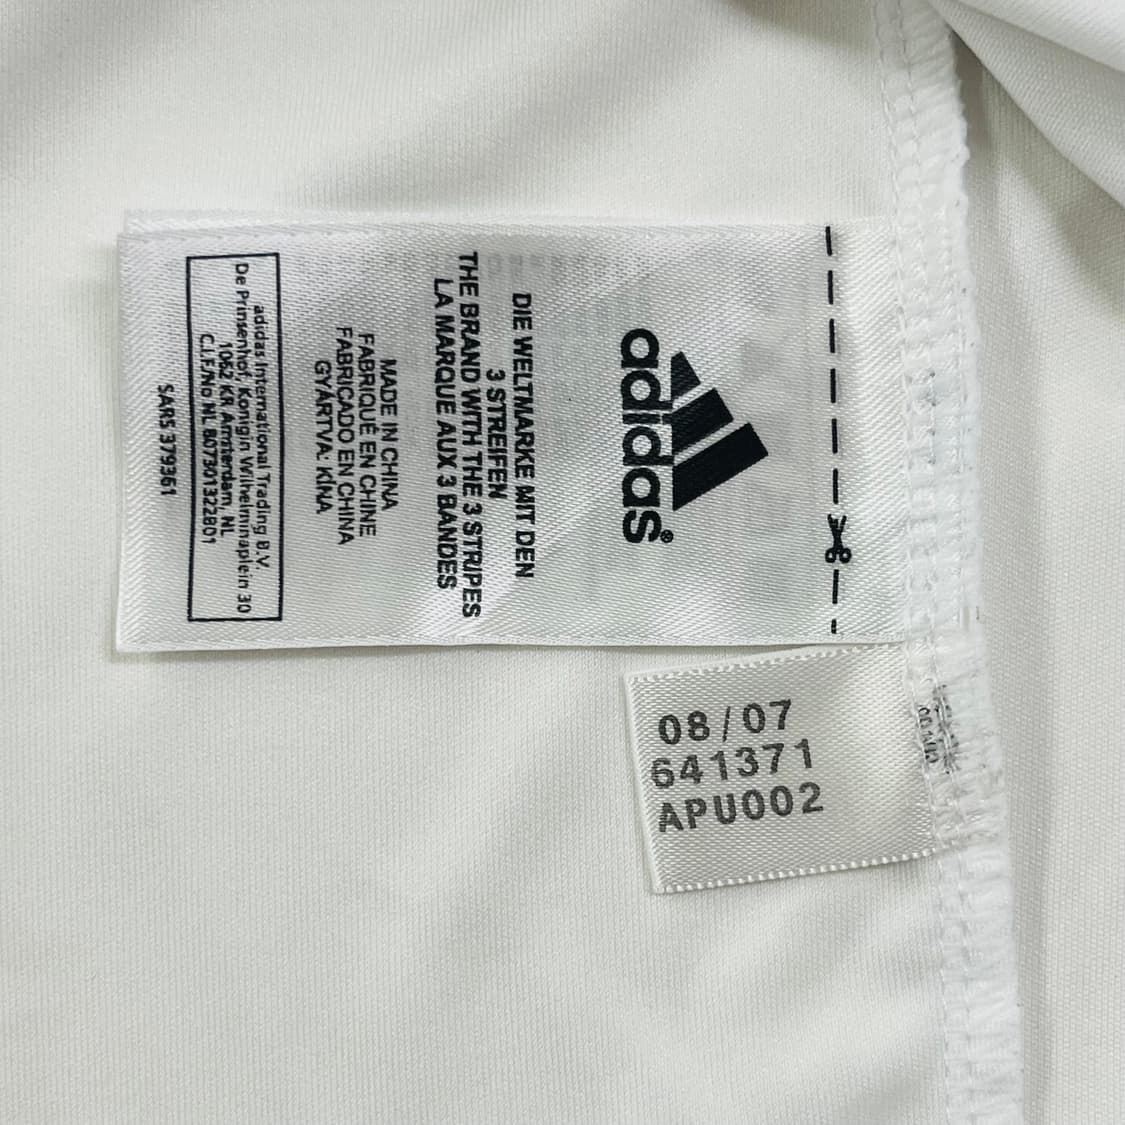 adidas®
DIE WELTMARKE MIT DEN
3 STREIFEN
THE BRAND WITH THE 3 STRIPES
LA MARQUE AUX 3 BANDES
MADE IN CHINA
FABRIQUÉ EN CHINE
FABRICADO EN CHINA
GYÁRTVA: KÍNA
adidas International Trading B.V.
De Prinsenhof, Konigin Wilhelminaplein 30
1062 KR Amsterdam, NL
C.I.F/No NL 807301322B01
SARS 379361
08/07
641371
APU002